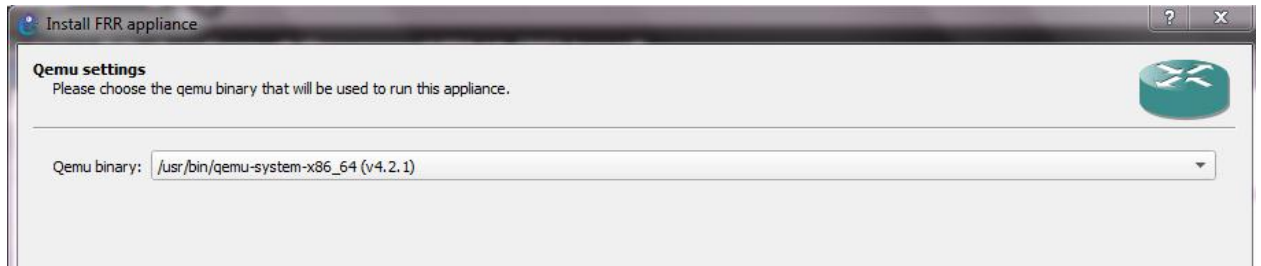 Install FRR appliance
Qemu settings
Please choose the qemu binary that will be used to run this appliance.
Qemu binary: /usr/bin/qemu-system-x86_64 (v4.2.1)